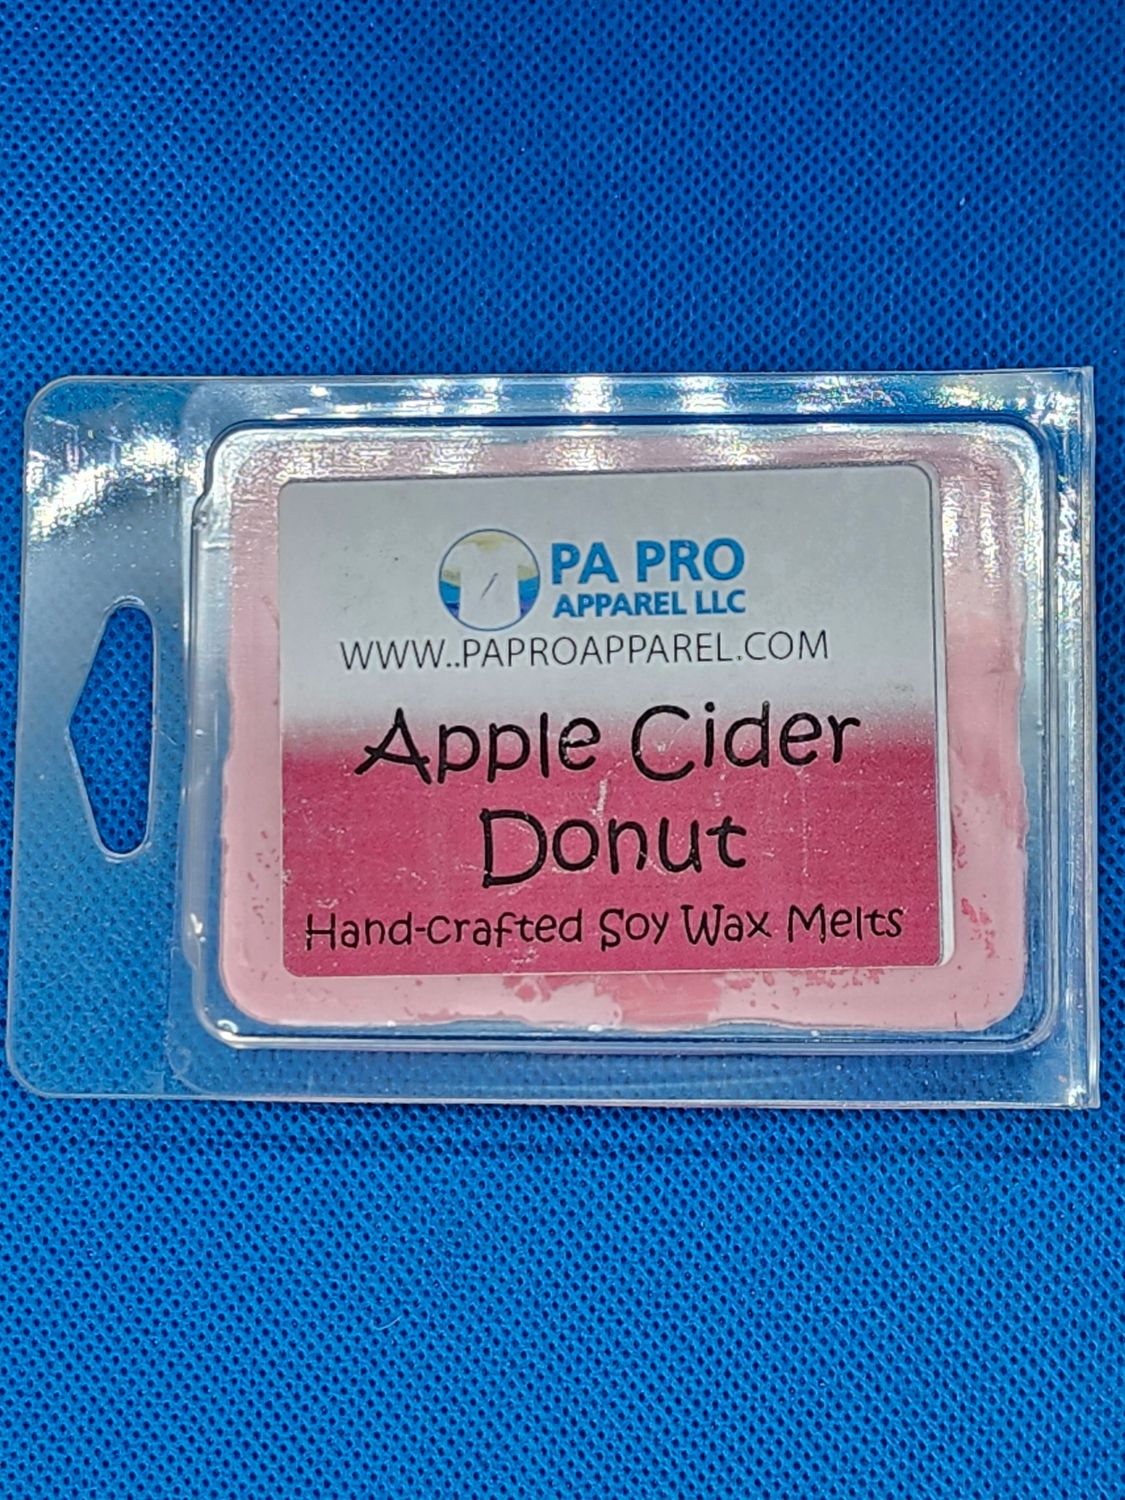 PA PRO
APPAREL LLC
WWW..PAPROAPPAREL.COM
Apple Cider
Donut
Hand-crafted Soy Wax Melts